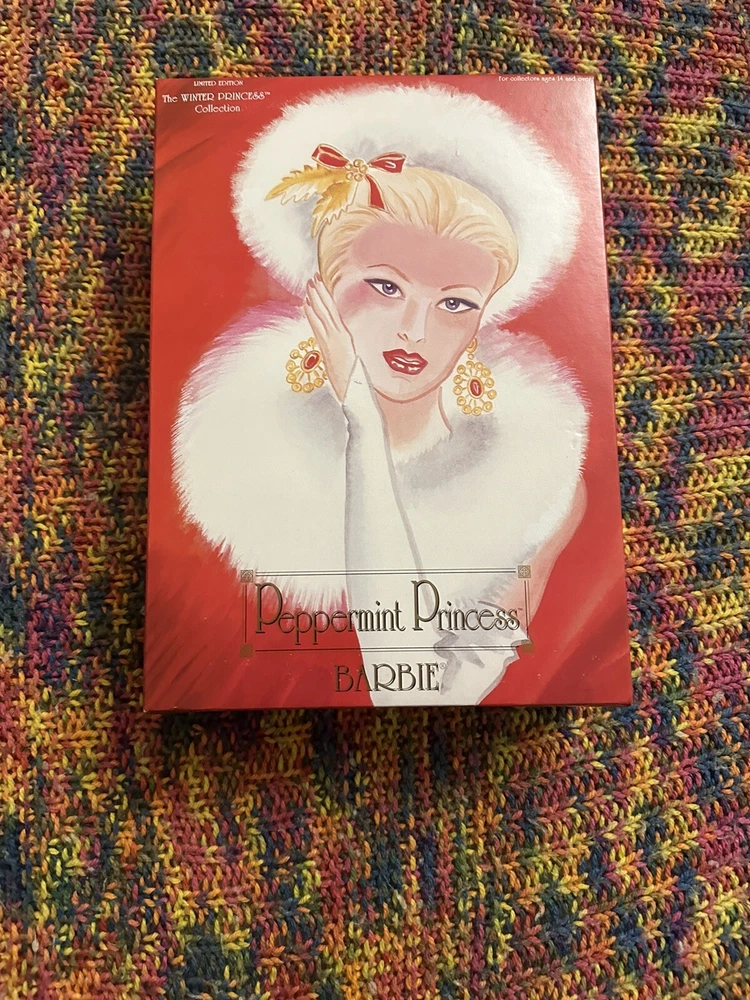 LIMITED EDITION
The WINTER PRINCESS™
Collection
For collectors ages 14 and over
Peppermint Princess™
BARBIE®